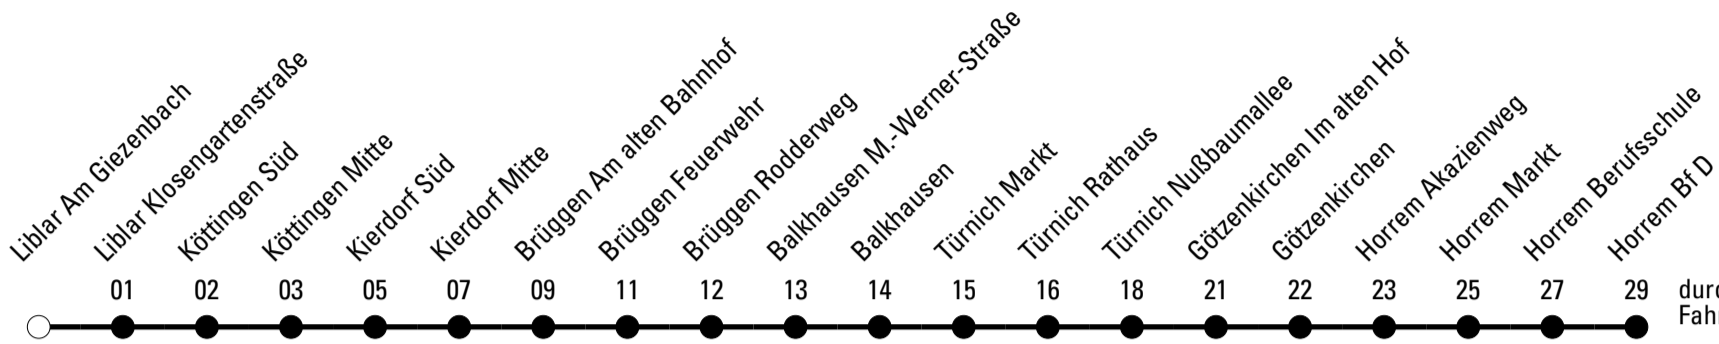 Liblar Am Giezenbach
Liblar Klosengartenstraße
Köttingen Süd
Köttingen Mitte
Kierdorf Süd
Kierdorf Mitte
Brüggen Am alten Bahnhof
Brüggen Feuerwehr
Brüggen Rodderweg
Balkhausen M.-Werner-Straße
Balkhausen
Türnich Markt
Türnich Rathaus
Türnich Nußbaumallee
Götzenkirchen Im alten Hof
Götzenkirchen
Horrem Akazienweg
Horrem Markt
Horrem Berufsschule
Horrem Bf D
01 02 03 05 07 09 11 12 13 14 15 16 18 21 22 23 25 27 29